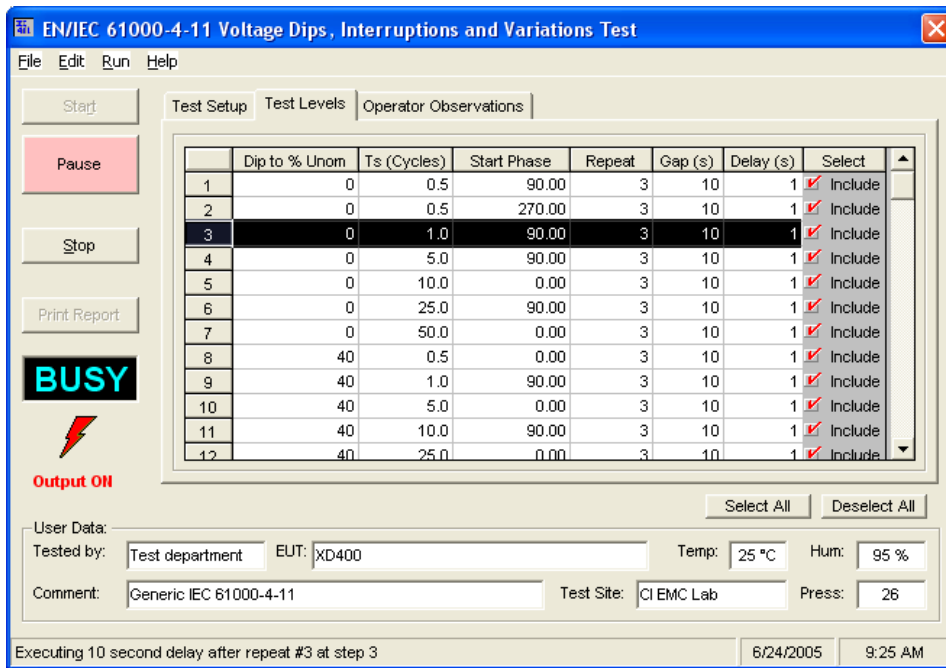 EN/IEC 61000-4-11 Voltage Dips, Interruptions and Variations Test
File Edit Run Help
Start
Pause
Stop
Print Report
BUSY
Output ON
Test Setup Test Levels Operator Observations
Dip to % Unom Ts (Cycles) Start Phase Repeat Gap (s) Delay (s) Select
1 0 0.5 90.00 3 10 1 Include
2 0 0.5 270.00 3 10 1 Include
3 0 1.0 90.00 3 10 1 Include
4 0 5.0 90.00 3 10 1 Include
5 0 10.0 0.00 3 10 1 Include
6 0 25.0 90.00 3 10 1 Include
7 0 50.0 0.00 3 10 1 Include
8 40 0.5 0.00 3 10 1 Include
9 40 1.0 90.00 3 10 1 Include
10 40 5.0 0.00 3 10 1 Include
11 40 10.0 90.00 3 10 1 Include
12 40 25.0 0.00 3 10 1 Include
Select All Deselect All
User Data:
Tested by: Test department EUT: XD400 Temp: 25 °C Hum: 95 %
Comment: Generic IEC 61000-4-11 Test Site: CI EMC Lab Press: 26
Executing 10 second delay after repeat #3 at step 3 6/24/2005 9:25 AM